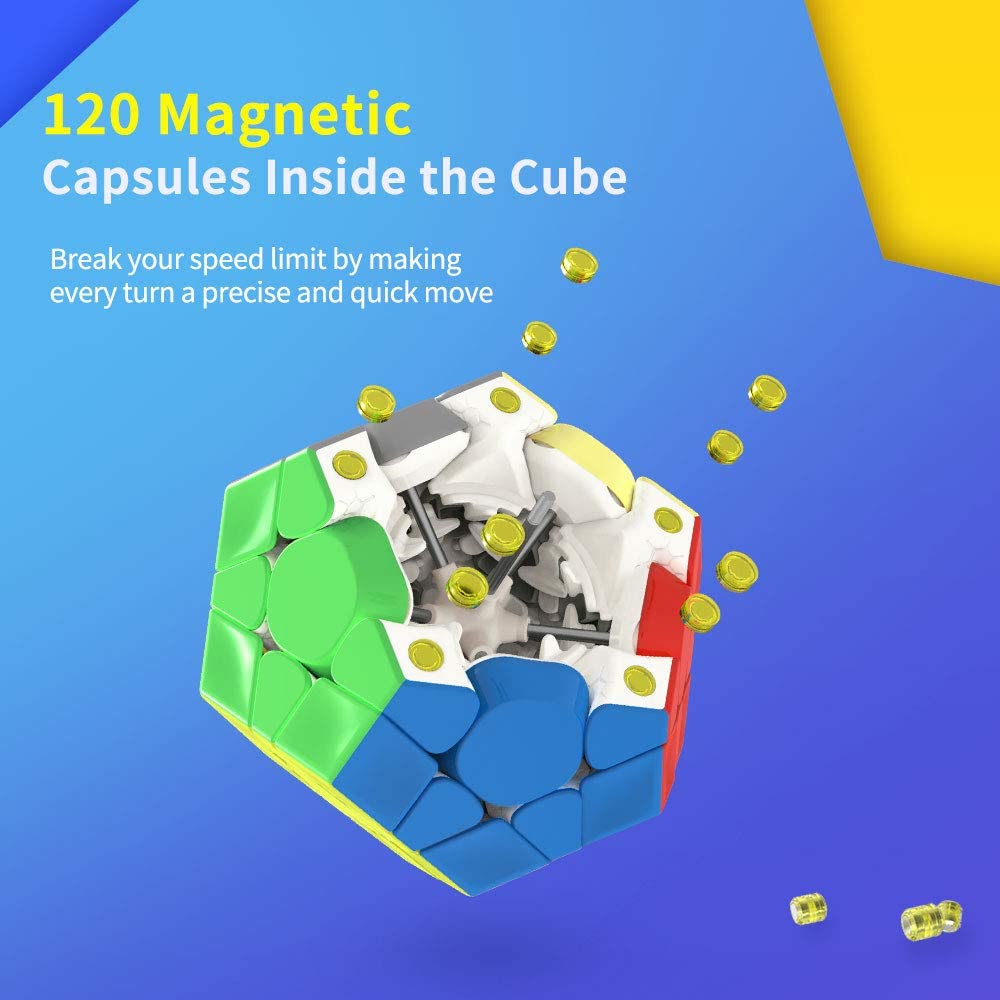 120 Magnetic
Capsules Inside the Cube
Break your speed limit by making
every turn a precise and quick move